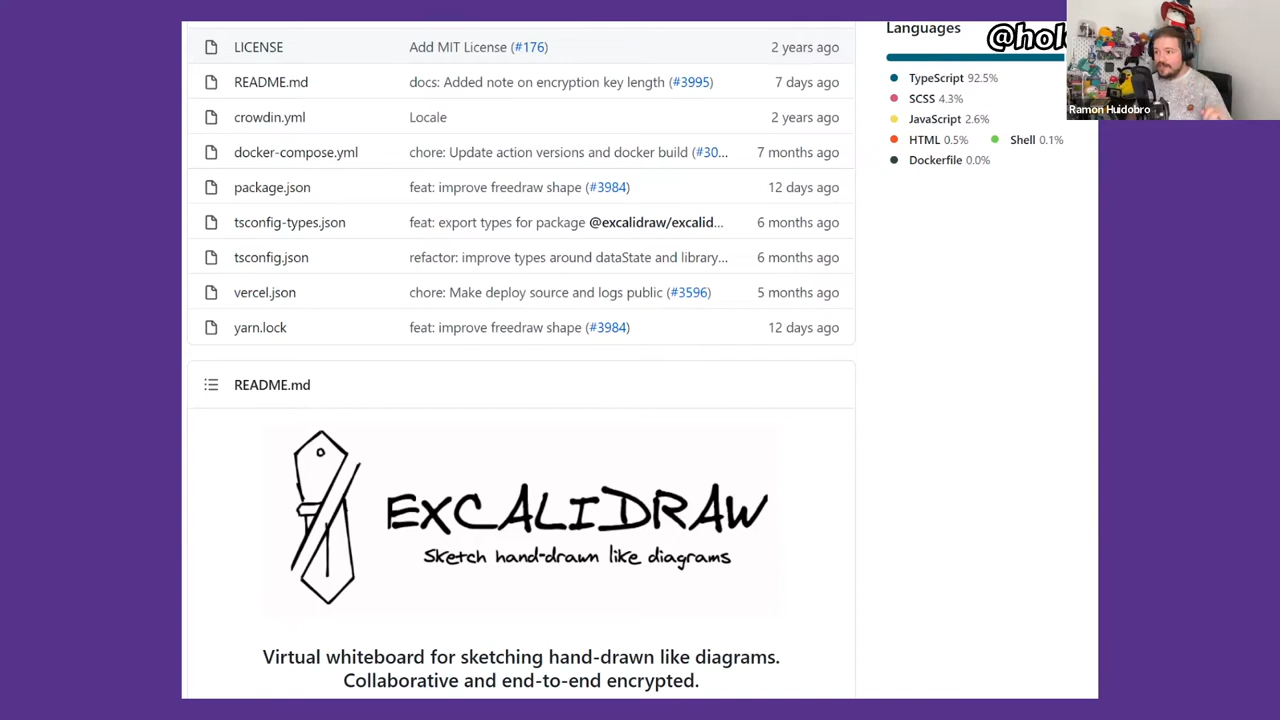 LICENSE Add MIT License (#176) 2 years ago
README.md docs: Added note on encryption key length (#3995) 7 days ago
crowdin.yml Locale 2 years ago
docker-compose.yml chore: Update action versions and docker build (#30... 7 months ago
package.json feat: improve freedraw shape (#3984) 12 days ago
tsconfig-types.json feat: export types for package @excalidraw/excalid... 6 months ago
tsconfig.json refactor: improve types around dataState and library... 6 months ago
vercel.json chore: Make deploy source and logs public (#3596) 5 months ago
yarn.lock feat: improve freedraw shape (#3984) 12 days ago
README.md
EXCALIDRAW
Sketch hand-drawn like diagrams
Virtual whiteboard for sketching hand-drawn like diagrams.
Collaborative and end-to-end encrypted.
Languages
TypeScript 92.5%
SCSS 4.3%
JavaScript 2.6%
HTML 0.5% Shell 0.1%
Dockerfile 0.0%
Ramon Huidobro